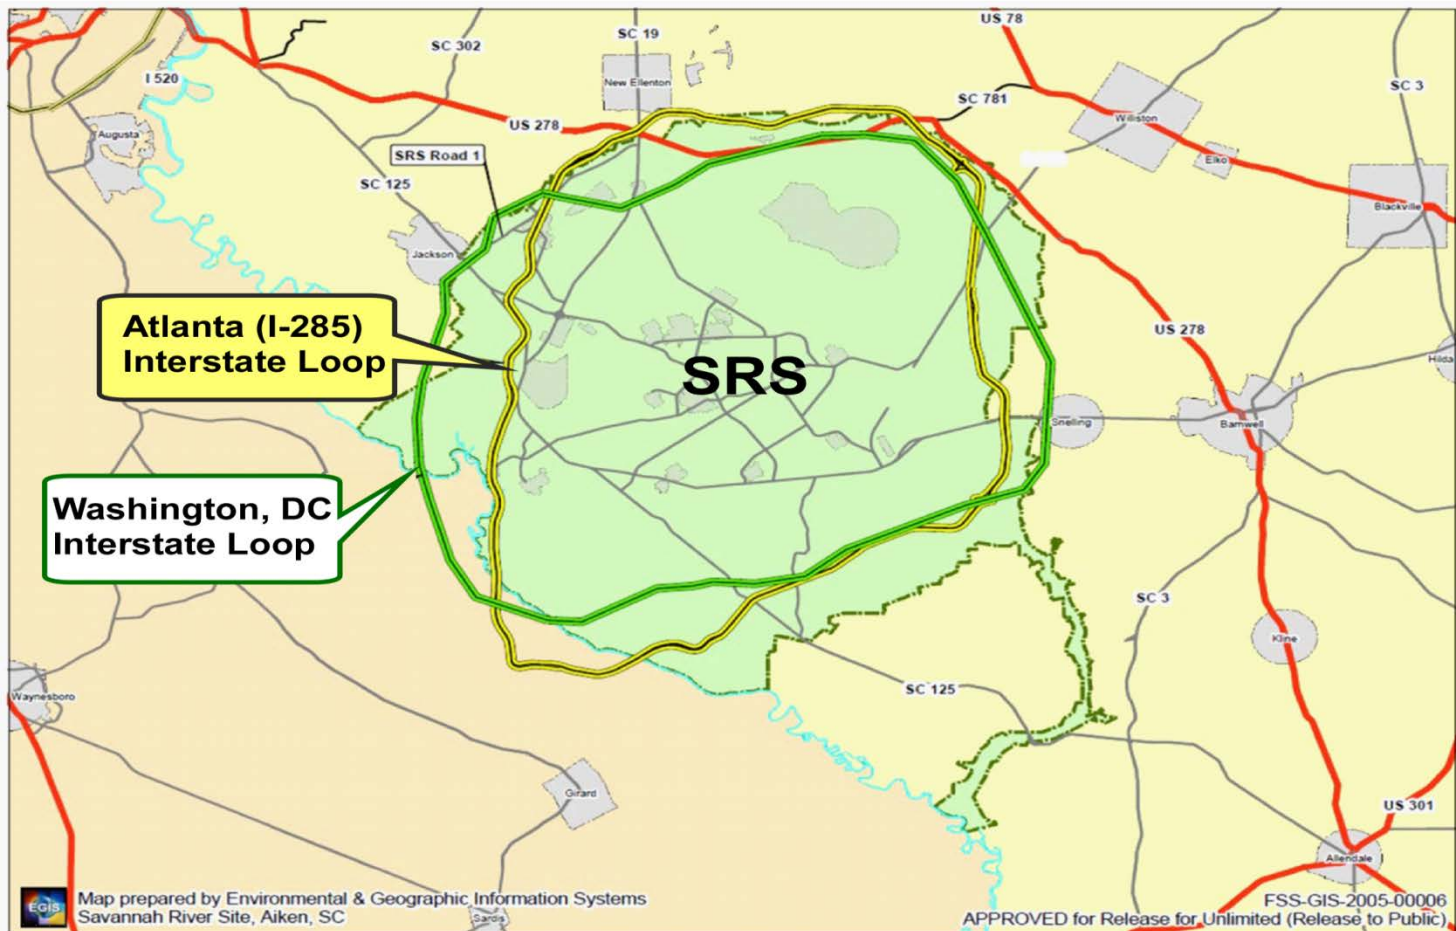 US 78
SC 19
SC 302
I 520
New Ellenton
SC 3
SC 781
Williston
US 278
Augusta
SRS Road 1
Elko
SC 125
Blackville
Jackson
Atlanta (I-285)
Interstate Loop
US 278
SRS
Hilda
Snelling
Barnwell
Washington, DC
Interstate Loop
SC 3
Kline
SC 125
Waynesboro
Girard
US 301
Allendale
EGIS
Map prepared by Environmental & Geographic Information Systems
Savannah River Site, Aiken, SC
Sardis
FSS-GIS-2005-00006
APPROVED for Release for Unlimited (Release to Public)